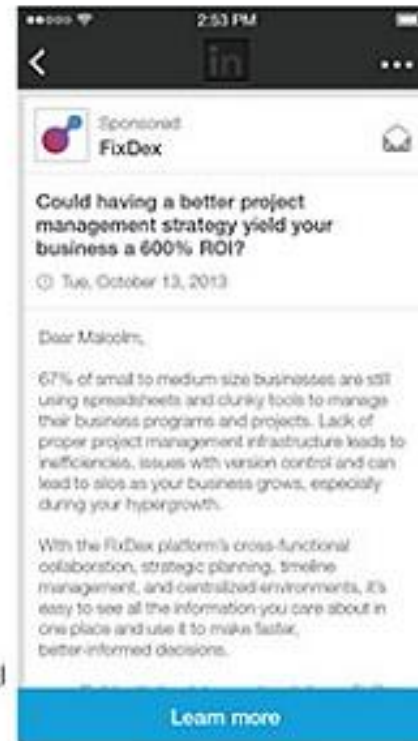 2:53 PM
in
Sponsored
FixDex
Could having a better project
management strategy yield your
business a 600% ROI?
Tue, October 13, 2013
Dear Malcolm,
67% of small to medium size businesses are still
using spreadsheets and clunky tools to manage
their business programs and projects. Lack of
proper project management infrastructure leads to
inefficiencies, issues with version control and can
lead to silos as your business grows, especially
during your hypergrowth.
With the FixDex platform's cross-functional
collaboration, strategic planning, timeline
management, and centralized environments, it's
easy to see all the information you care about in
one place and use it to make faster,
better-informed decisions.
Learn more